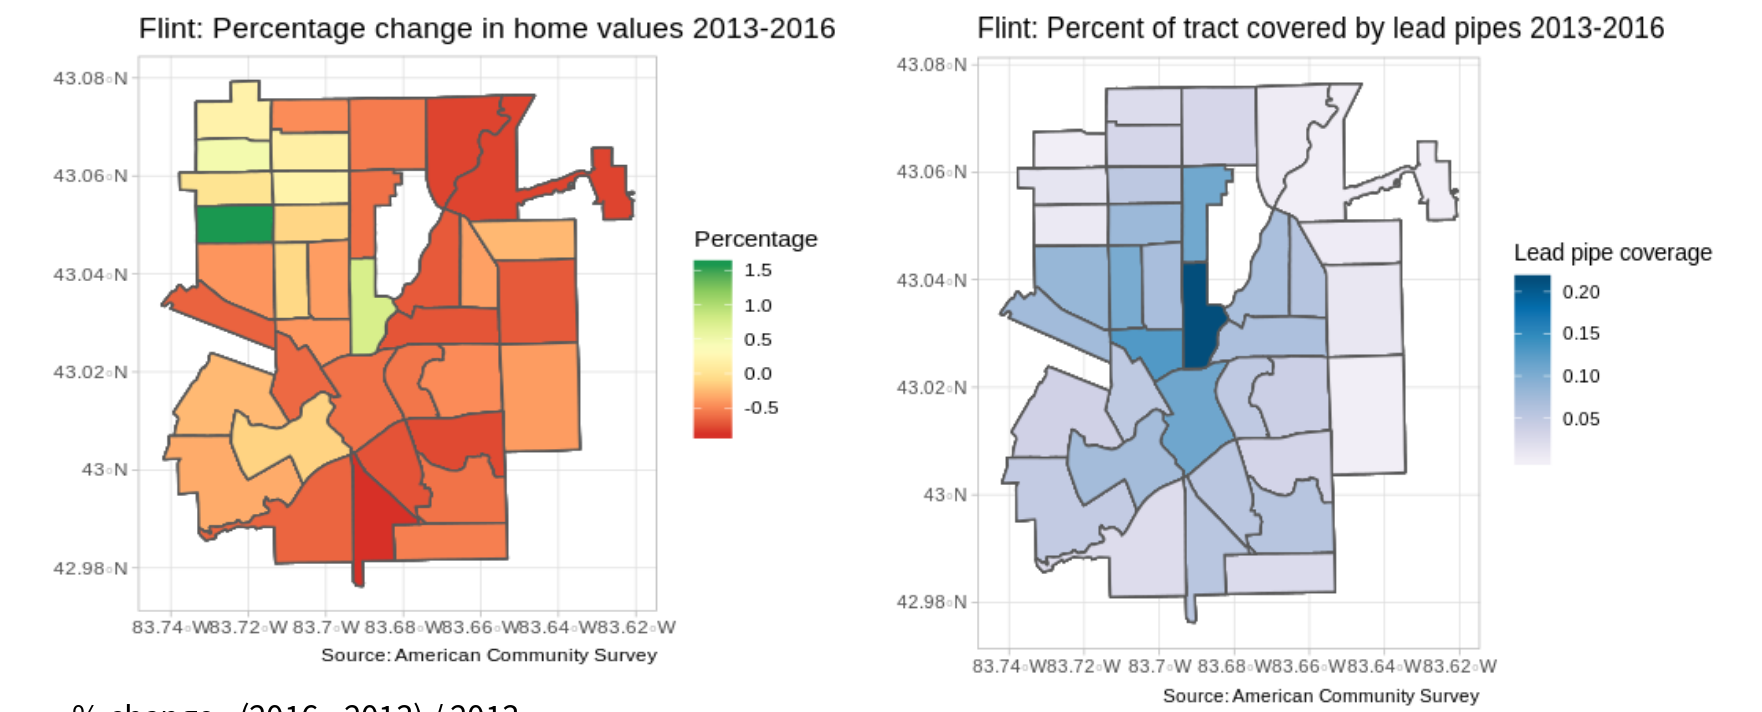 Flint: Percentage change in home values 2013-2016
43.08◦N
43.06◦N
43.04◦N
43.02◦N
43◦N
42.98◦N
83.74◦W83.72◦W 83.7◦W 83.68◦W83.66◦W83.64◦W83.62◦W
Source: American Community Survey
Percentage
1.5
1.0
0.5
0.0
-0.5
Flint: Percent of tract covered by lead pipes 2013-2016
43.08◦N
43.06◦N
43.04◦N
43.02◦N
43◦N
42.98◦N
83.74◦W83.72◦W 83.7◦W 83.68◦W83.66◦W83.64◦W83.62◦W
Source: American Community Survey
Lead pipe coverage
0.20
0.15
0.10
0.05
% change (2016 - 2013) / 2013